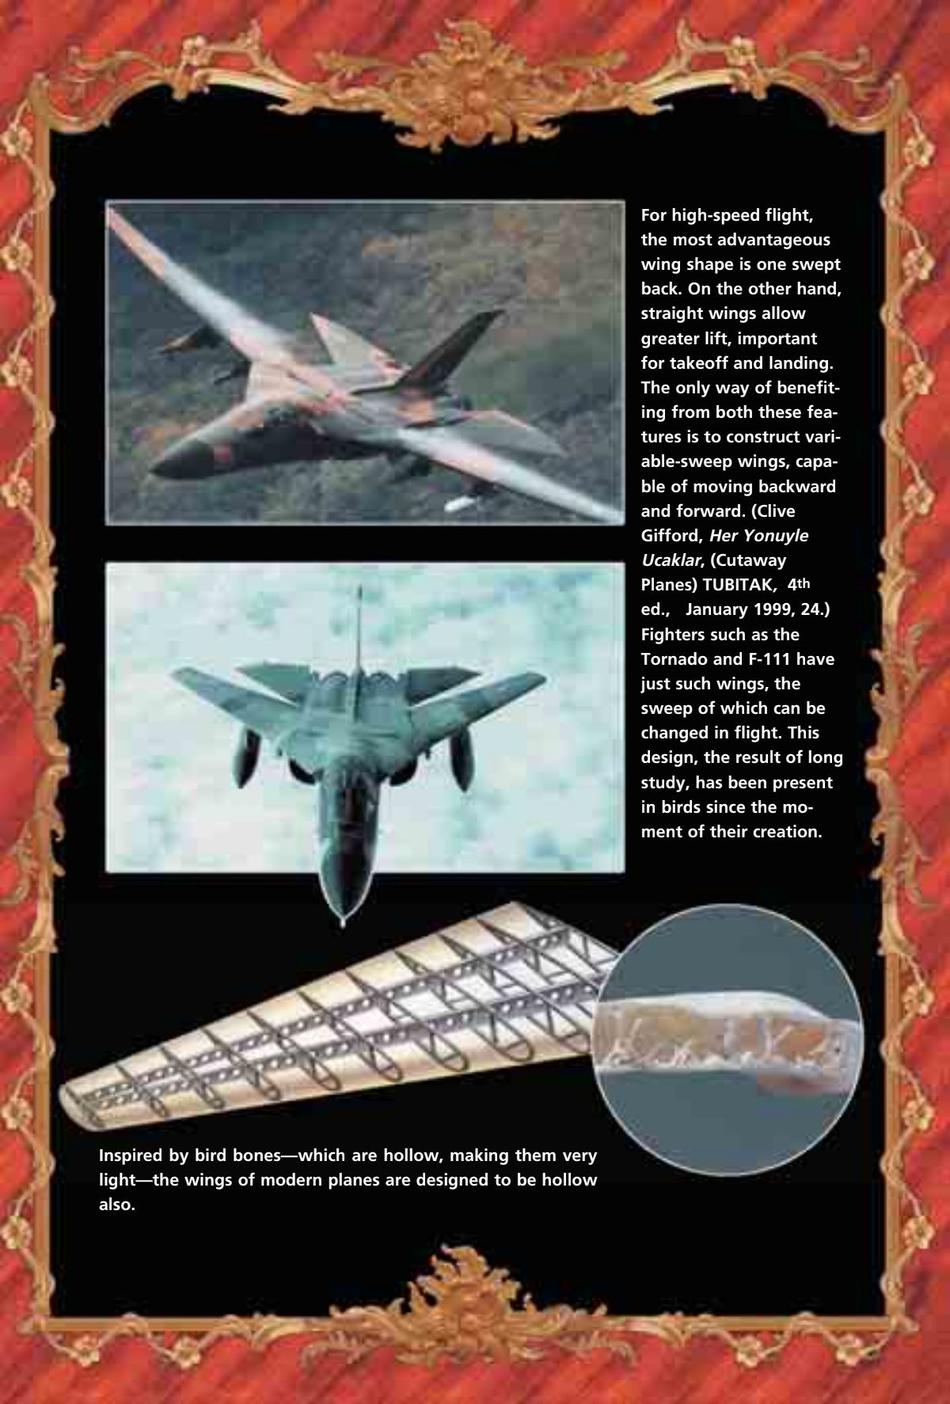 For high-speed flight,
the most advantageous
wing shape is one swept
back. On the other hand,
straight wings allow
greater lift, important
for takeoff and landing.
The only way of benefit-
ing from both these fea-
tures is to construct vari-
able-sweep wings, capa-
ble of moving backward
and forward. (Clive
Gifford, Her Yonuyle
Ucaklar, (Cutaway
Planes) TUBITAK, 4th
ed., January 1999, 24.)
Fighters such as the
Tornado and F-111 have
just such wings, the
sweep of which can be
changed in flight. This
design, the result of long
study, has been present
in birds since the mo-
ment of their creation.
Inspired by bird bones—which are hollow, making them very
light—the wings of modern planes are designed to be hollow
also.